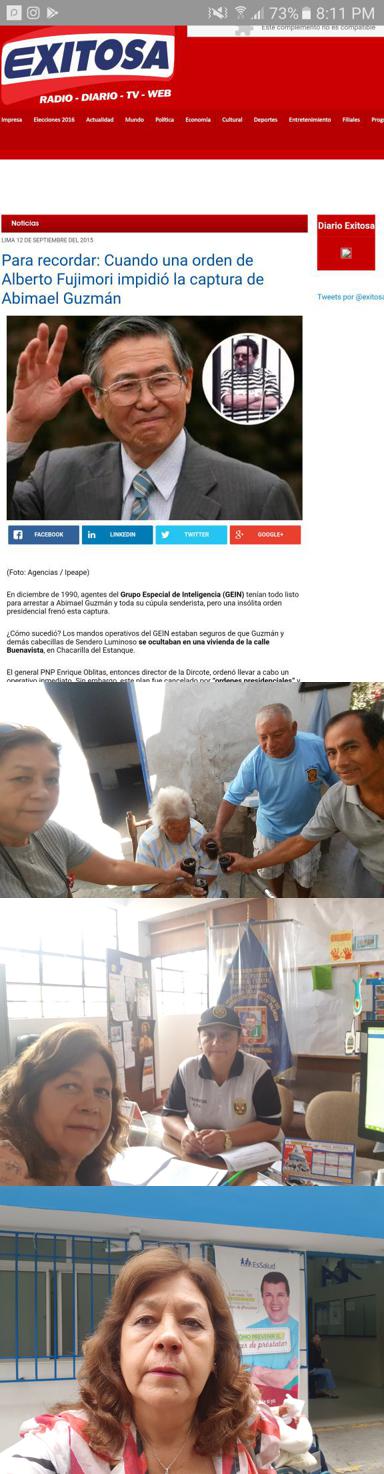 73% 8:11 PM
Este complemento no es compatible
EXITOSA
RADIO - DIARIO - TV - WEB
Impresa Elecciones 2016 Actualidad Mundo Política Economía Cultural Deportes Entretenimiento Filiales
Noticias
LIMA 12 DE SEPTIEMBRE DEL 2015
Diario Exitosa
Para recordar: Cuando una orden de
Alberto Fujimori impidió la captura de
Abimael Guzmán
Tweets por @exitosa
FACEBOOK
LINKEDIN
TWITTER
GOOGLE+
(Foto: Agencias / Ipeape)
En diciembre de 1990, agentes del Grupo Especial de Inteligencia (GEIN) tenían todo listo
para arrestar a Abimael Guzmán y toda su cúpula senderista, pero una insólita orden
presidencial frenó esta captura.
¿Cómo sucedió? Los mandos operativos del GEIN estaban seguros de que Guzmán y
demás cabecillas de Sendero Luminoso se ocultaban en una vivienda de la calle
Buenavista, en Chacarilla del Estanque.
El general PNP Enrique Oblitas, entonces director de la Dircote, ordenó llevar a cabo un
operativo inmediato. Sin embargo, este plan fue cancelado por "ordenes presidenciales" y
EsSalud
CÓMO PREVENIR EL
de próstata?